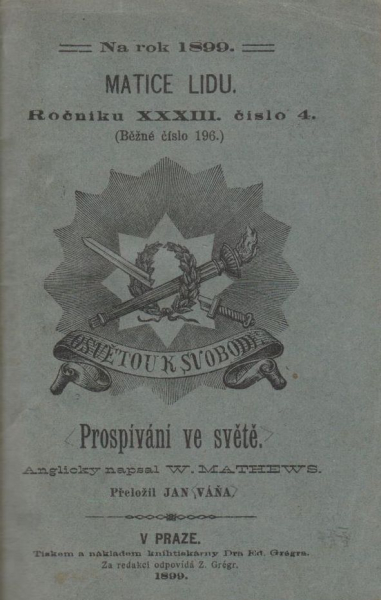 Na rok 1899.
MATICE LIDU.
Ročníku XXXIII. číslo 4.
(Běžné číslo 196.)
OSVĚTOU K SVOBODĚ
Prospívání ve světě.
Anglicky napsal W. MATHEWS.
Přeložil JAN VÁŇA
V PRAZE.
Tiskem a nákladem knihtiskárny Dra Ed. Grégra.
Za redakci odpovídá Z. Grégr.
1899.